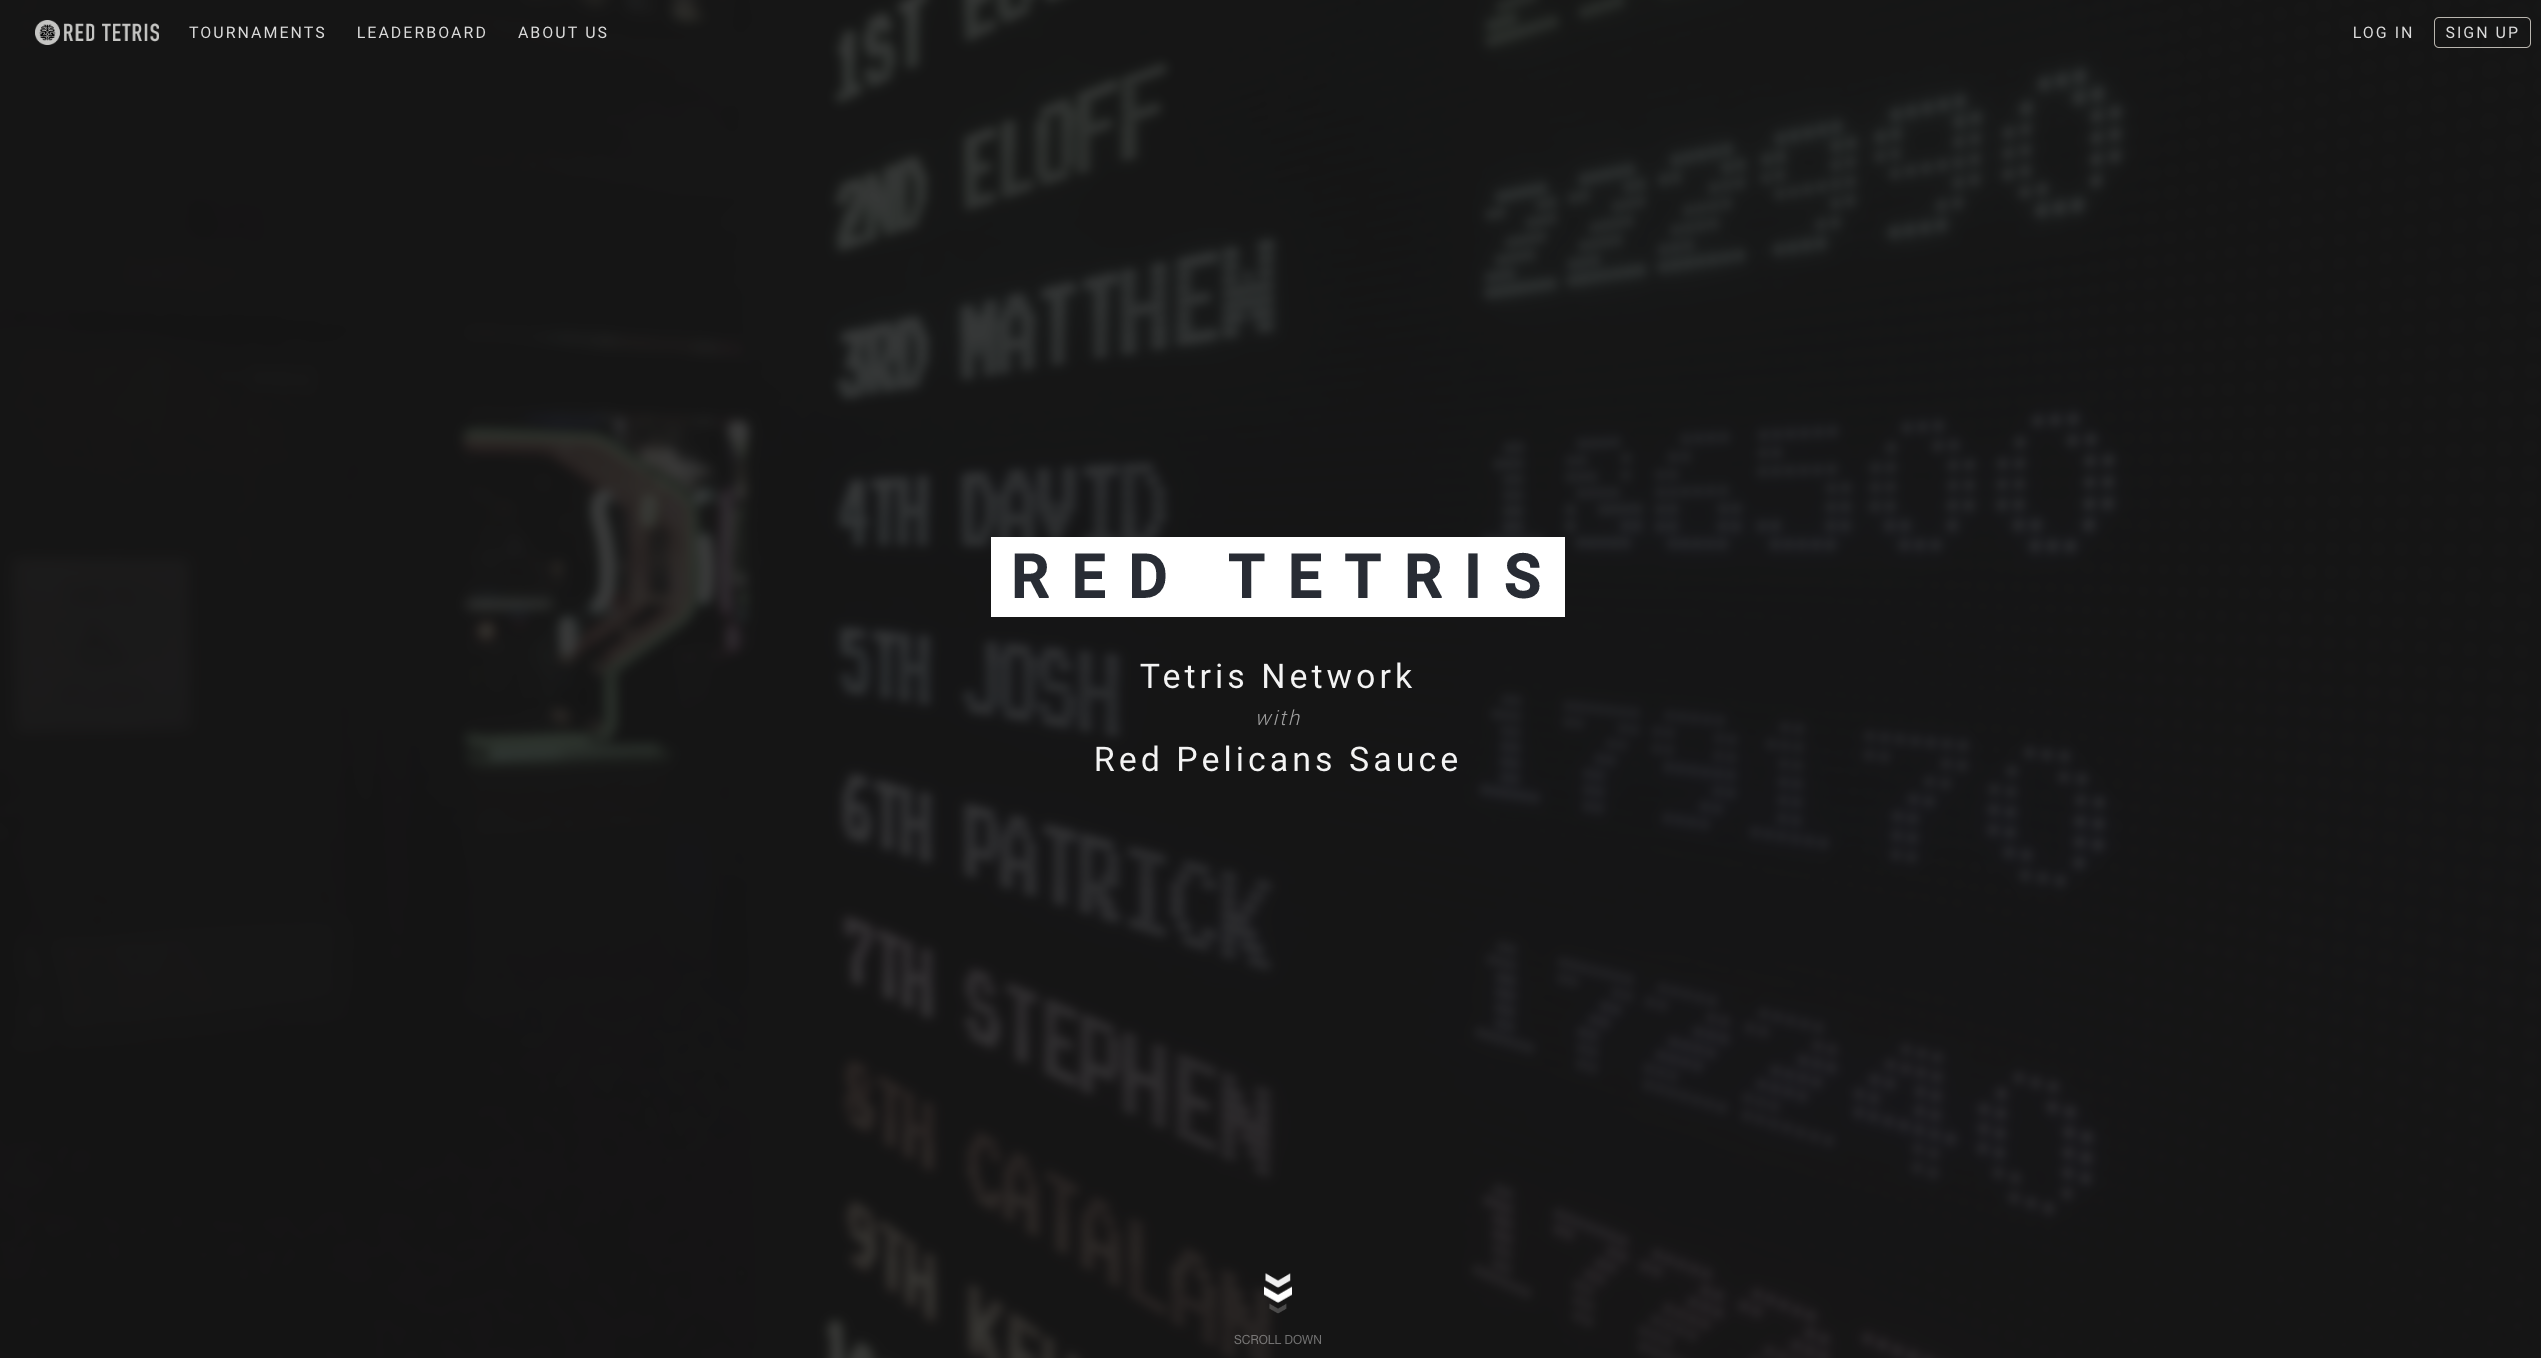 RED TETRIS
TOURNAMENTS
LEADERBOARD
ABOUT US
LOG IN
SIGN UP
1ST
2ND ELOFF 222990
3RD MATTHEW
4TH DAVID 186500
RED TETRIS
5TH JOSH 179170
Tetris Network
with
Red Pelicans Sauce
6TH PATRICK 172240
7TH STEPHEN
8TH CATALAN
9TH
SCROLL DOWN